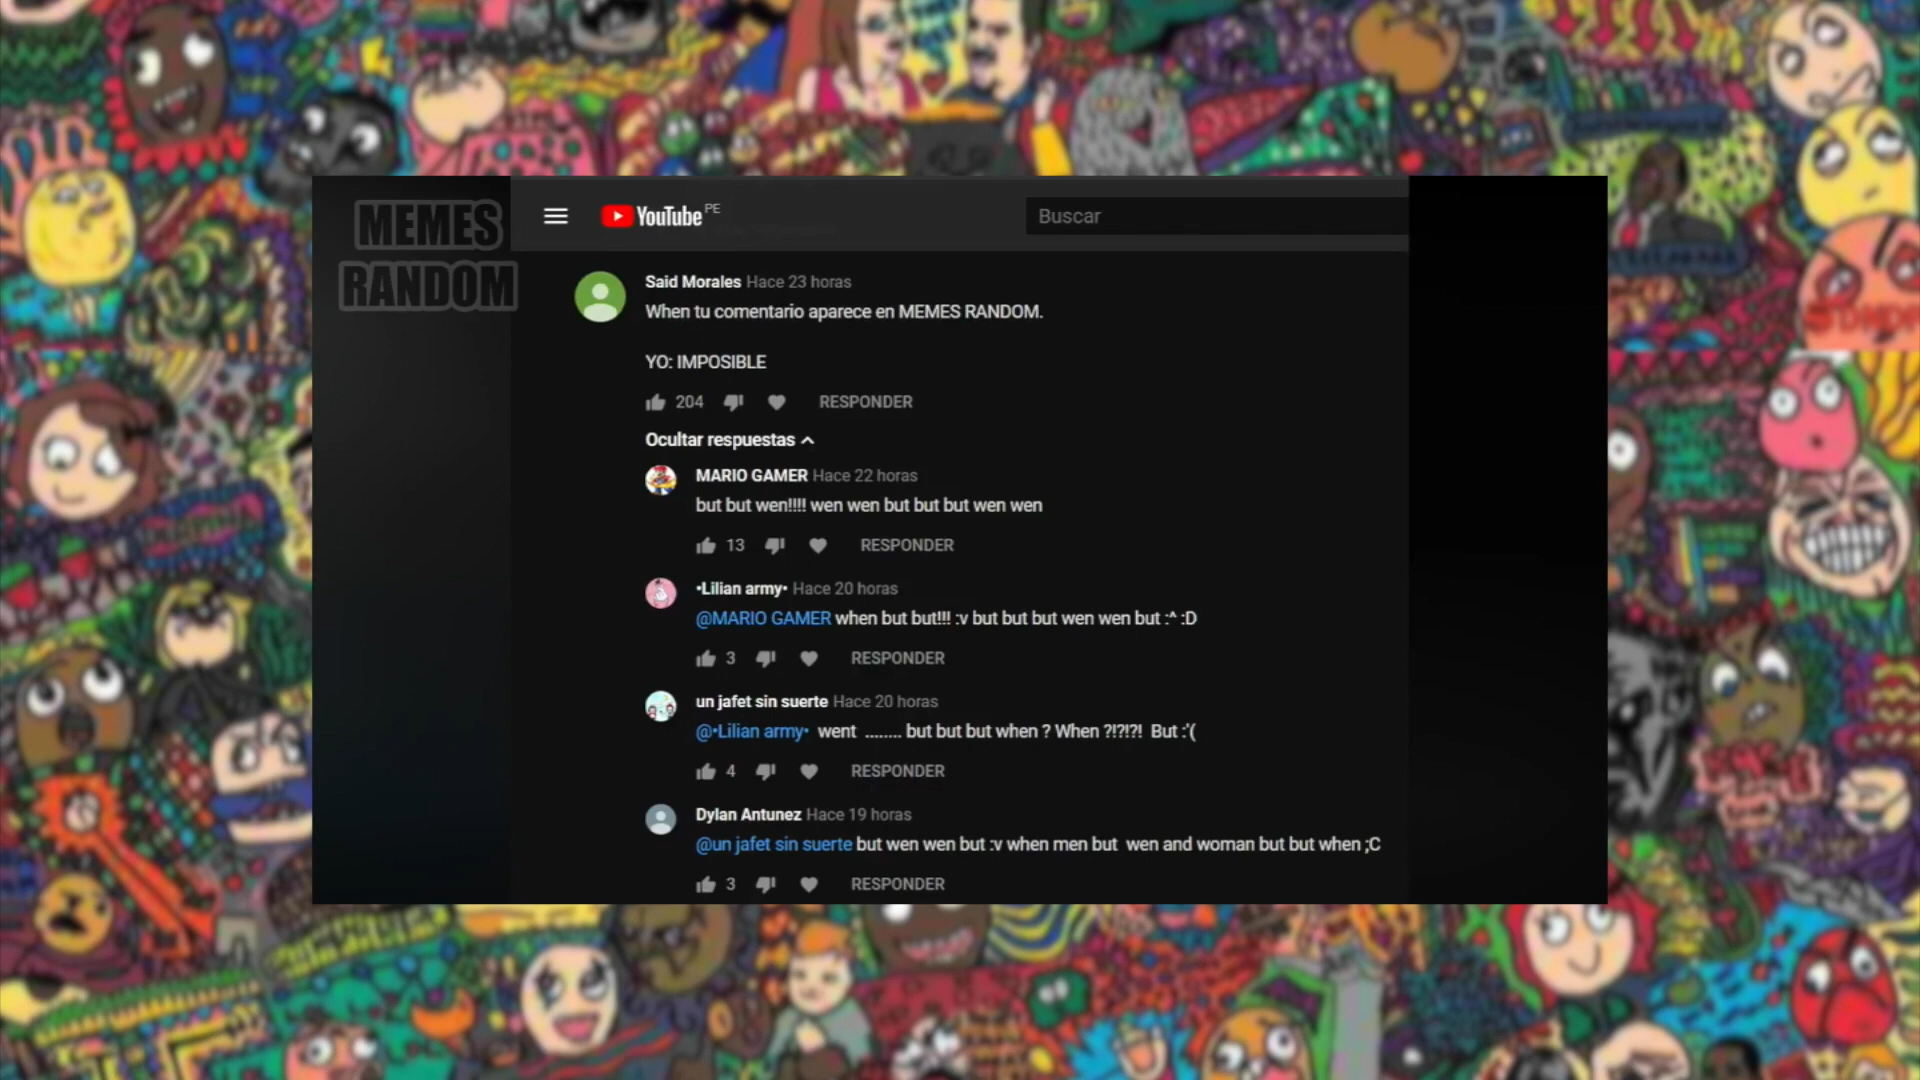 MEMES
RANDOM
YouTube PE
Buscar
Said Morales Hace 23 horas
When tu comentario aparece en MEMES RANDOM.
YO: IMPOSIBLE
204 RESPONDER
Ocultar respuestas
MARIO GAMER Hace 22 horas
but but wen!!!! wen wen but but but wen wen
13 RESPONDER
•Lilian army• Hace 20 horas
@MARIO GAMER when but but!!! :v but but but wen wen but :^ :D
3 RESPONDER
un jafet sin suerte Hace 20 horas
@•Lilian army• went ........ but but but when ? When ?!?!?! But :'(
4 RESPONDER
Dylan Antunez Hace 19 horas
@un jafet sin suerte but wen wen but :v when men but wen and woman but but when ;C
3 RESPONDER